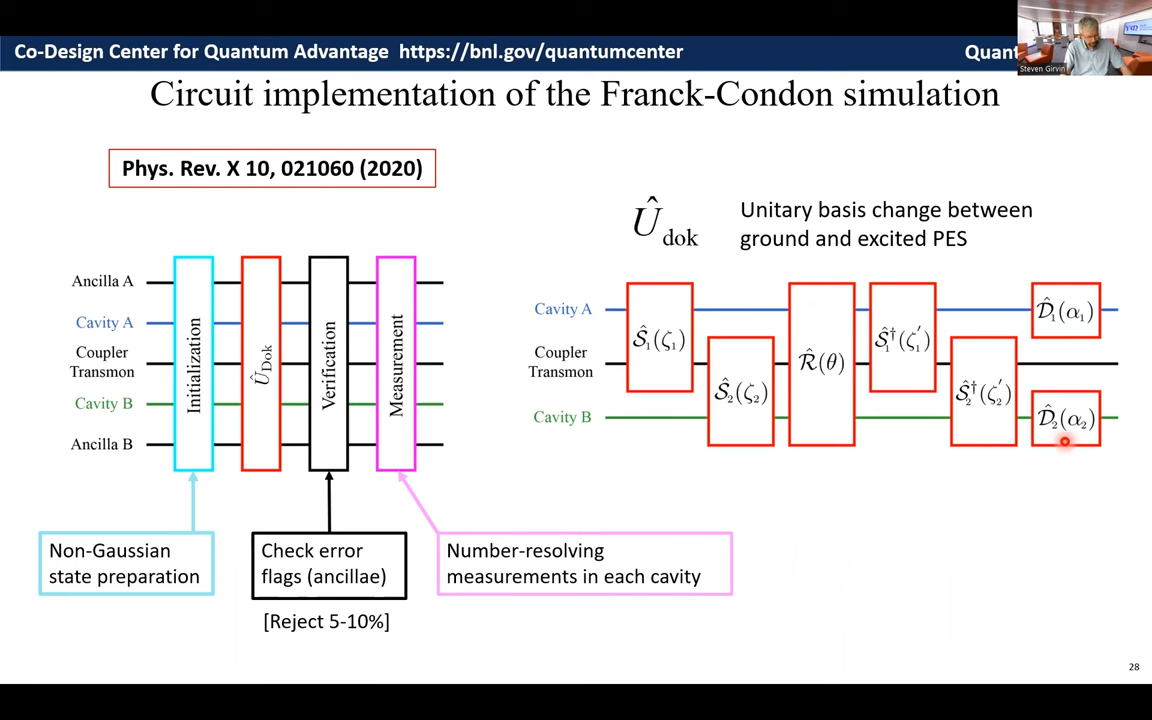 Co-Design Center for Quantum Advantage https://bnl.gov/quantumcenter
Quant
Steven Girvin
Circuit implementation of the Franck-Condon simulation
Phys. Rev. X 10, 021060 (2020)
Û_dok
Unitary basis change between
ground and excited PES
Ancilla A
Cavity A
Coupler
Transmon
Cavity B
Ancilla B
Initialization
Û_Dok
Verification
Measurement
Cavity A
Coupler
Transmon
Cavity B
Ŝ₁(ζ₁)
Ŝ₂(ζ₂)
R̂(θ)
Ŝ₁†(ζ₁′)
Ŝ₂†(ζ₂′)
D̂₁(α₁)
D̂₂(α₂)
Non-Gaussian
state preparation
Check error
flags (ancillae)
[Reject 5-10%]
Number-resolving
measurements in each cavity
28